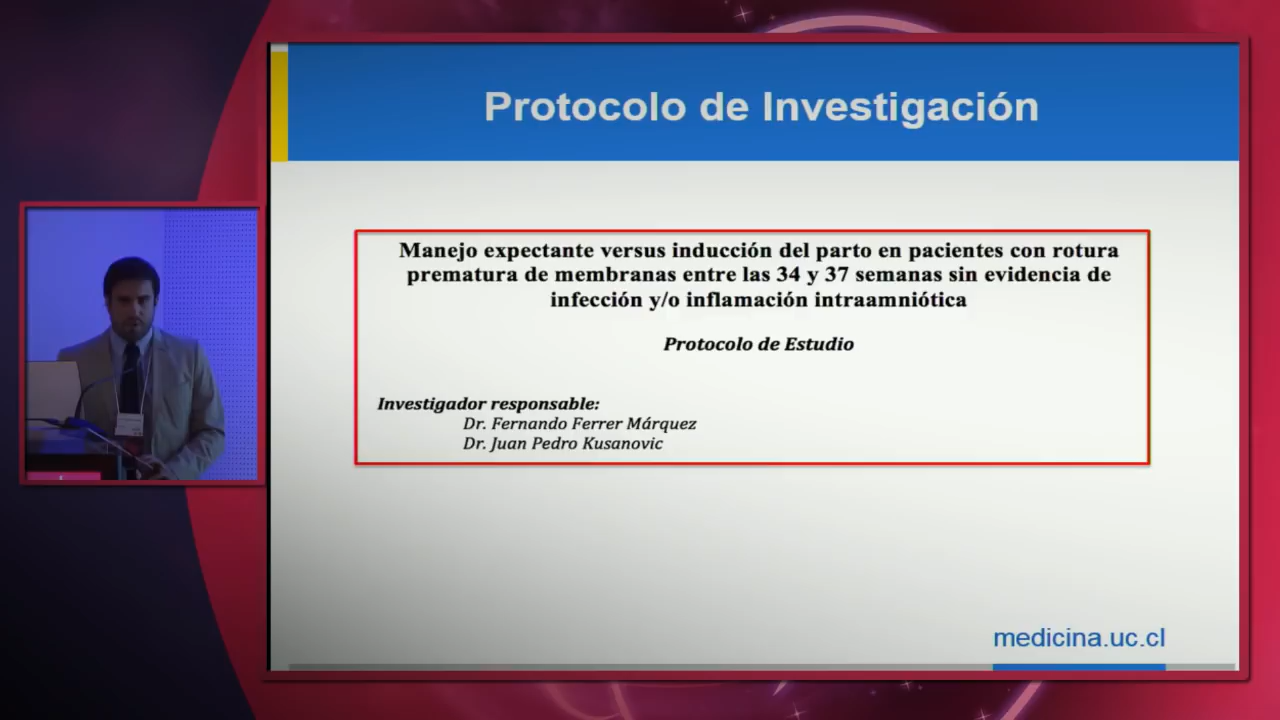 Protocolo de Investigación
Manejo expectante versus inducción del parto en pacientes con rotura
prematura de membranas entre las 34 y 37 semanas sin evidencia de
infección y/o inflamación intraamniótica
Protocolo de Estudio
Investigador responsable:
Dr. Fernando Ferrer Márquez
Dr. Juan Pedro Kusanovic
medicina.uc.cl